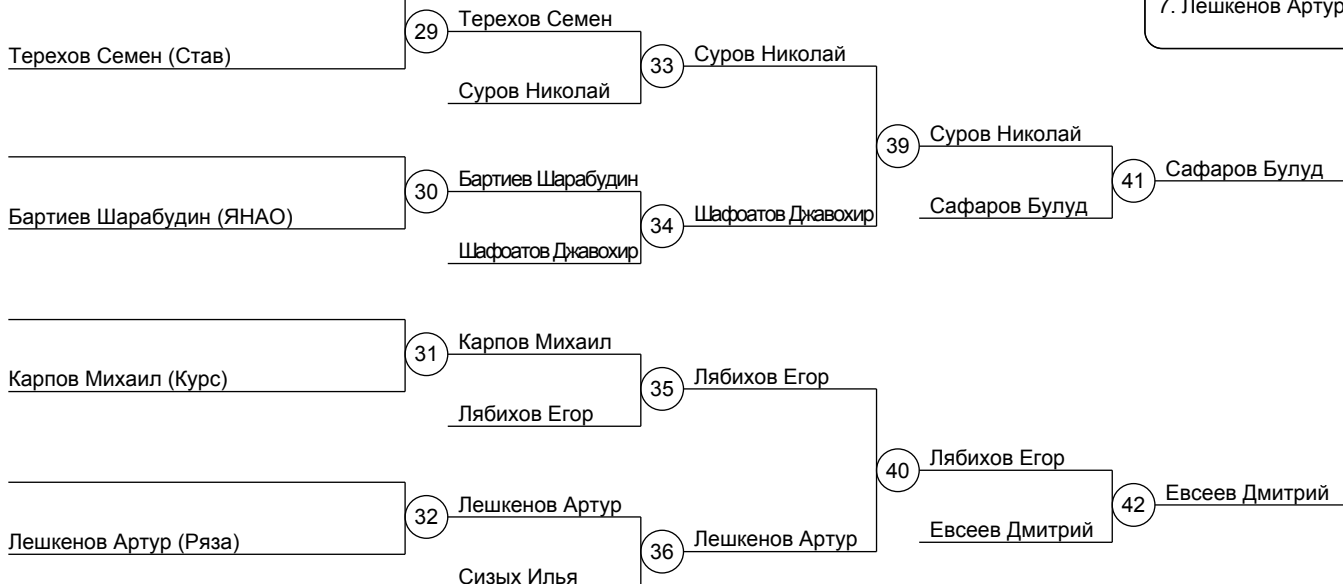 7. Лешкенов Артур
29 Терехов Семен
Терехов Семен (Став)
33 Суров Николай
Суров Николай
39 Суров Николай
30 Бартиев Шарабудин
Бартиев Шарабудин (ЯНАО)
34 Шафоатов Джавохир
Шафоатов Джавохир
41 Сафаров Булуд
Сафаров Булуд
31 Карпов Михаил
Карпов Михаил (Курс)
35 Лябихов Егор
Лябихов Егор
40 Лябихов Егор
32 Лешкенов Артур
Лешкенов Артур (Ряза)
36 Лешкенов Артур
Сизых Илья
42 Евсеев Дмитрий
Евсеев Дмитрий